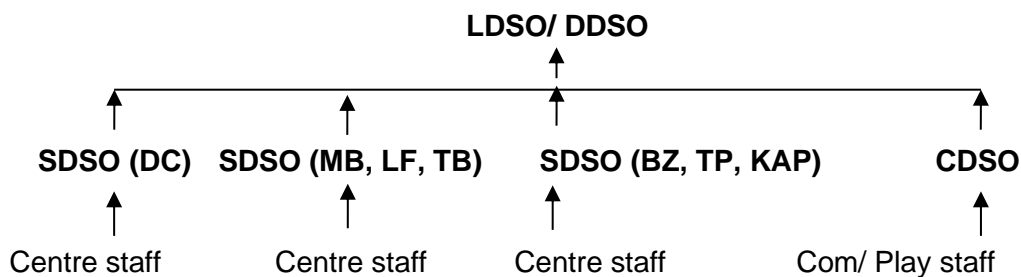 LDSO/ DDSO
SDSO (DC) SDSO (MB, LF, TB) SDSO (BZ, TP, KAP) CDSO
Centre staff Centre staff Centre staff Com/ Play staff